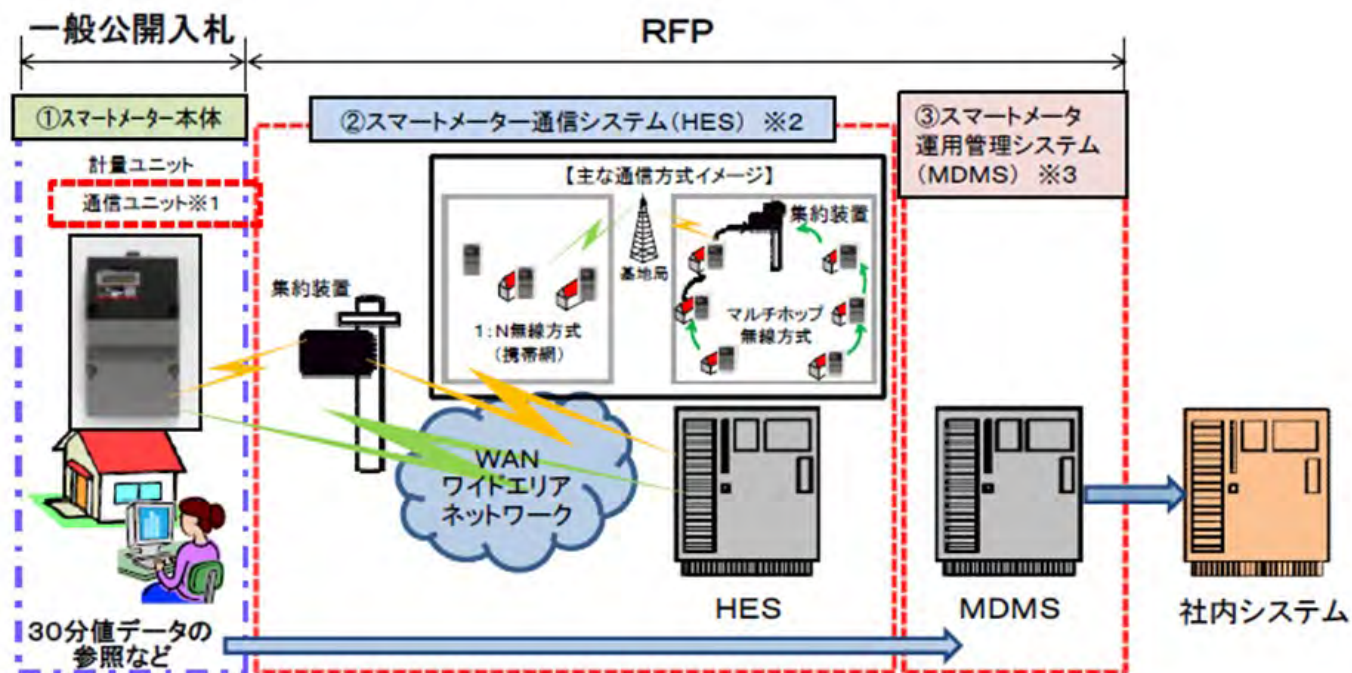 一般公開入札
RFP
①スマートメーター本体
②スマートメーター通信システム(HES) ※2
③スマートメータ
運用管理システム
(MDMS) ※3
計量ユニット
通信ユニット※1
【主な通信方式イメージ】
集約装置
基地局
1:N無線方式
(携帯網)
マルチホップ
無線方式
集約装置
WAN
ワイドエリア
ネットワーク
HES
MDMS
社内システム
30分値データの
参照など